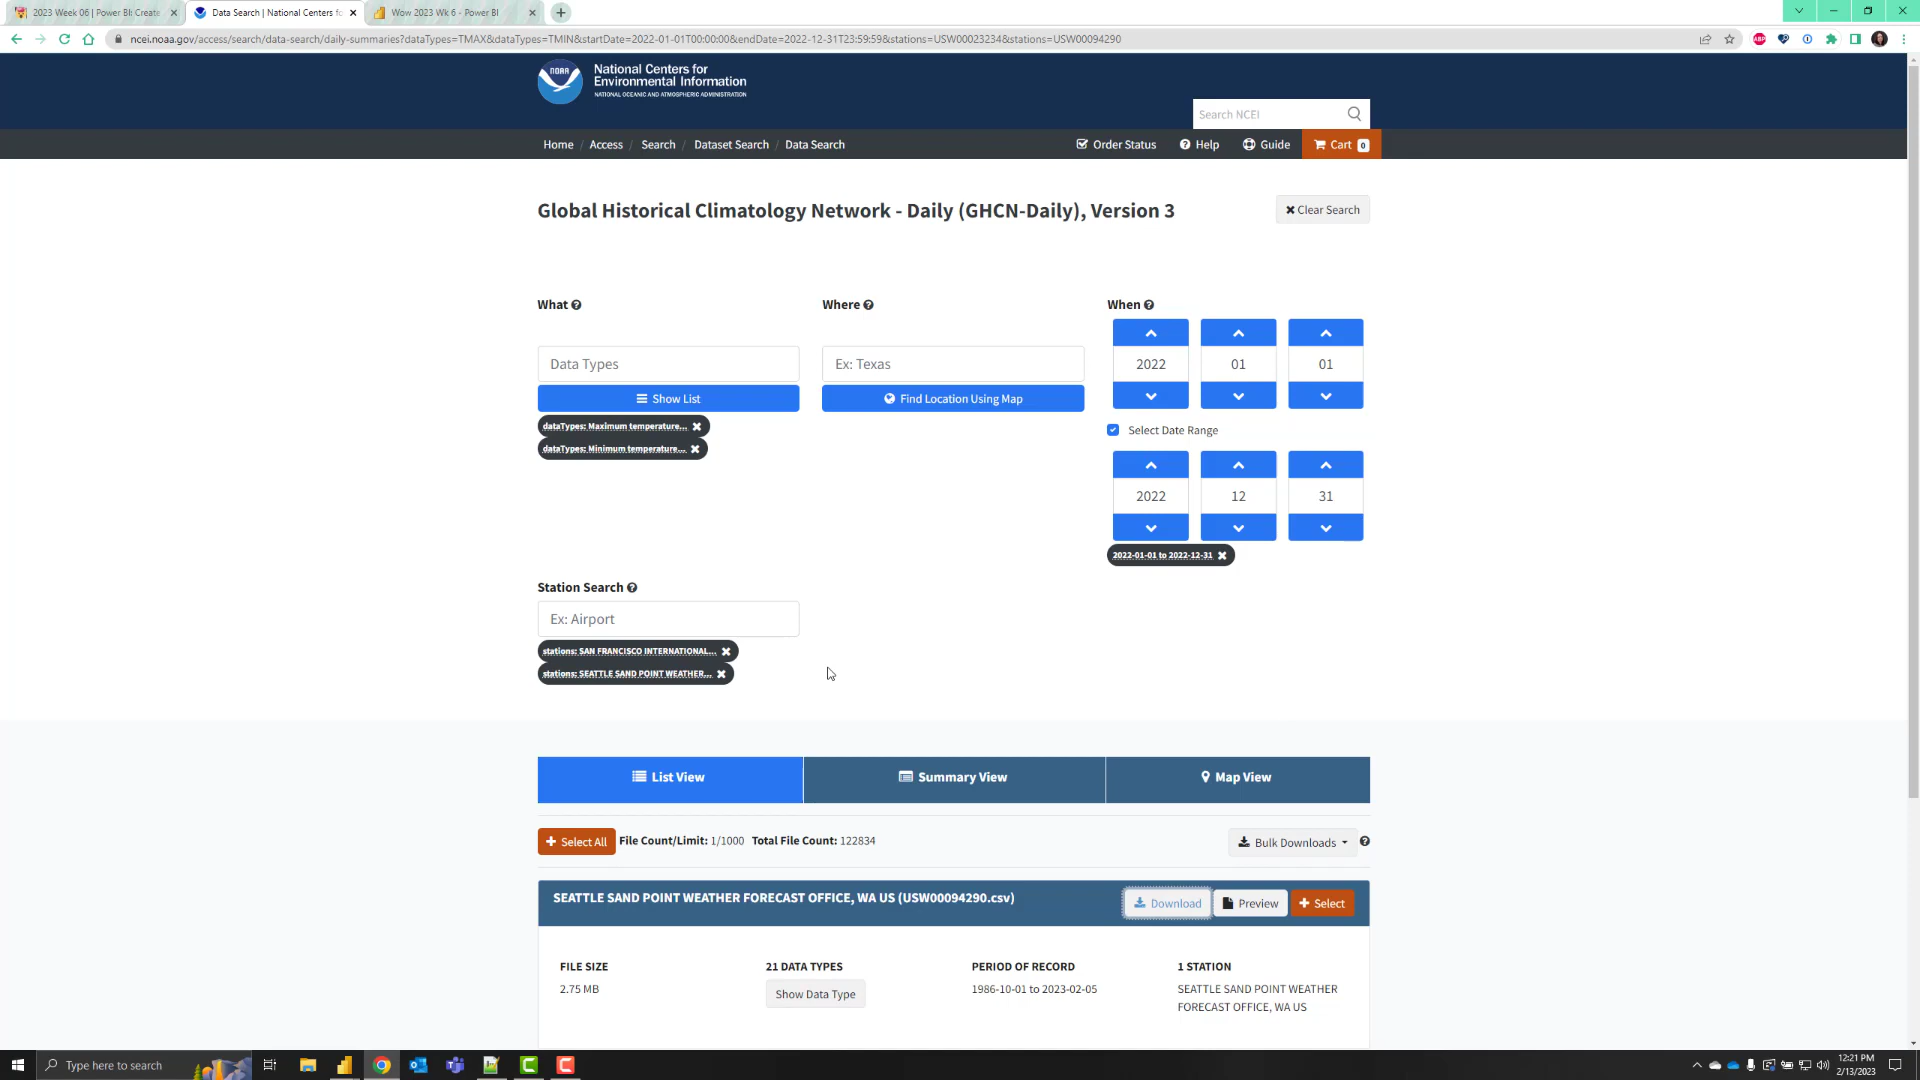 2023 Week 06 | Power BI: Create
Data Search | National Centers fo
Wow 2023 Wk 6 - Power BI
ncei.noaa.gov/access/search/data-search/daily-summaries?dataTypes=TMAX&dataTypes=TMIN&startDate=2022-01-01T00:00:00&endDate=2022-12-31T23:59:59&stations=USW00023234&stations=USW00094290
ABP
NOAA
National Centers for
Environmental Information
NATIONAL OCEANIC AND ATMOSPHERIC ADMINISTRATION
Search NCEI
Home / Access / Search / Dataset Search / Data Search
Order Status
Help
Guide
Cart 0
Global Historical Climatology Network - Daily (GHCN-Daily), Version 3
Clear Search
What
Where
When
Data Types
Ex: Texas
2022 01 01
Show List
Find Location Using Map
dataTypes: Maximum temperature...
dataTypes: Minimum temperature...
Select Date Range
2022 12 31
2022-01-01 to 2022-12-31
Station Search
Ex: Airport
stations: SAN FRANCISCO INTERNATIONAL...
stations: SEATTLE SAND POINT WEATHER...
List View
Summary View
Map View
Select All
File Count/Limit: 1/1000 Total File Count: 122834
Bulk Downloads
SEATTLE SAND POINT WEATHER FORECAST OFFICE, WA US (USW00094290.csv)
Download
Preview
Select
FILE SIZE
2.75 MB
21 DATA TYPES
Show Data Type
PERIOD OF RECORD
1986-10-01 to 2023-02-05
1 STATION
SEATTLE SAND POINT WEATHER
FORECAST OFFICE, WA US
Type here to search
12:21 PM
2/13/2023